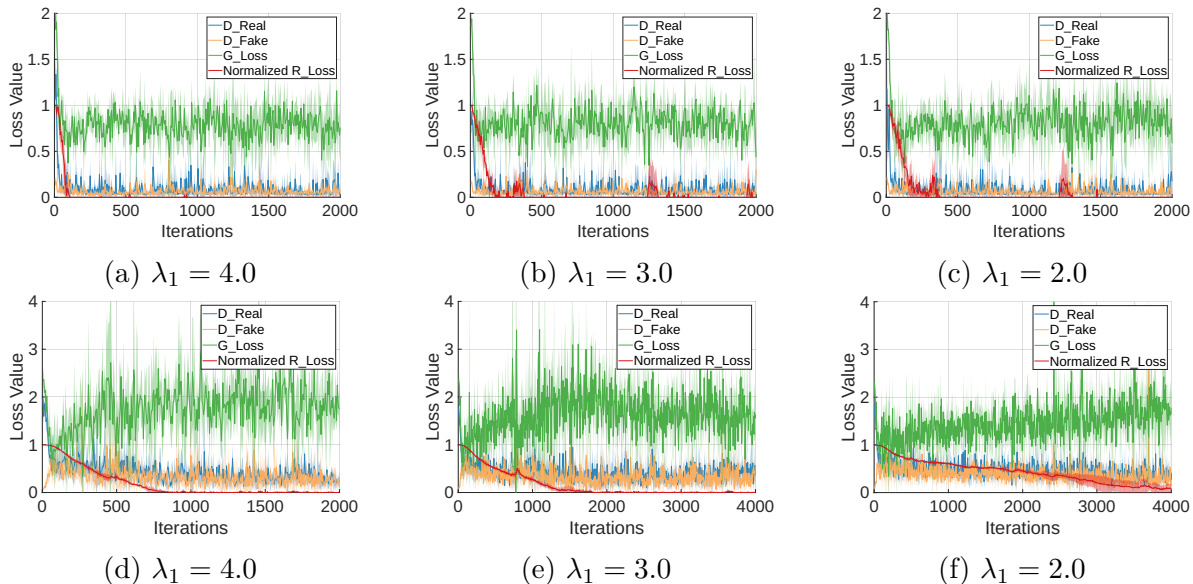 2
1.5
1
0.5
0
Loss Value
D_Real
D_Fake
G_Loss
Normalized R_Loss
0 500 1000 1500 2000
Iterations
(a) λ₁ = 4.0
2
1.5
1
0.5
0
Loss Value
D_Real
D_Fake
G_Loss
Normalized R_Loss
0 500 1000 1500 2000
Iterations
(b) λ₁ = 3.0
2
1.5
1
0.5
0
Loss Value
D_Real
D_Fake
G_Loss
Normalized R_Loss
0 500 1000 1500 2000
Iterations
(c) λ₁ = 2.0
4
3
2
1
0
Loss Value
D_Real
D_Fake
G_Loss
Normalized R_Loss
0 500 1000 1500 2000
Iterations
(d) λ₁ = 4.0
4
3
2
1
0
Loss Value
D_Real
D_Fake
G_Loss
Normalized R_Loss
0 1000 2000 3000 4000
Iterations
(e) λ₁ = 3.0
4
3
2
1
0
Loss Value
D_Real
D_Fake
G_Loss
Normalized R_Loss
0 1000 2000 3000 4000
Iterations
(f) λ₁ = 2.0